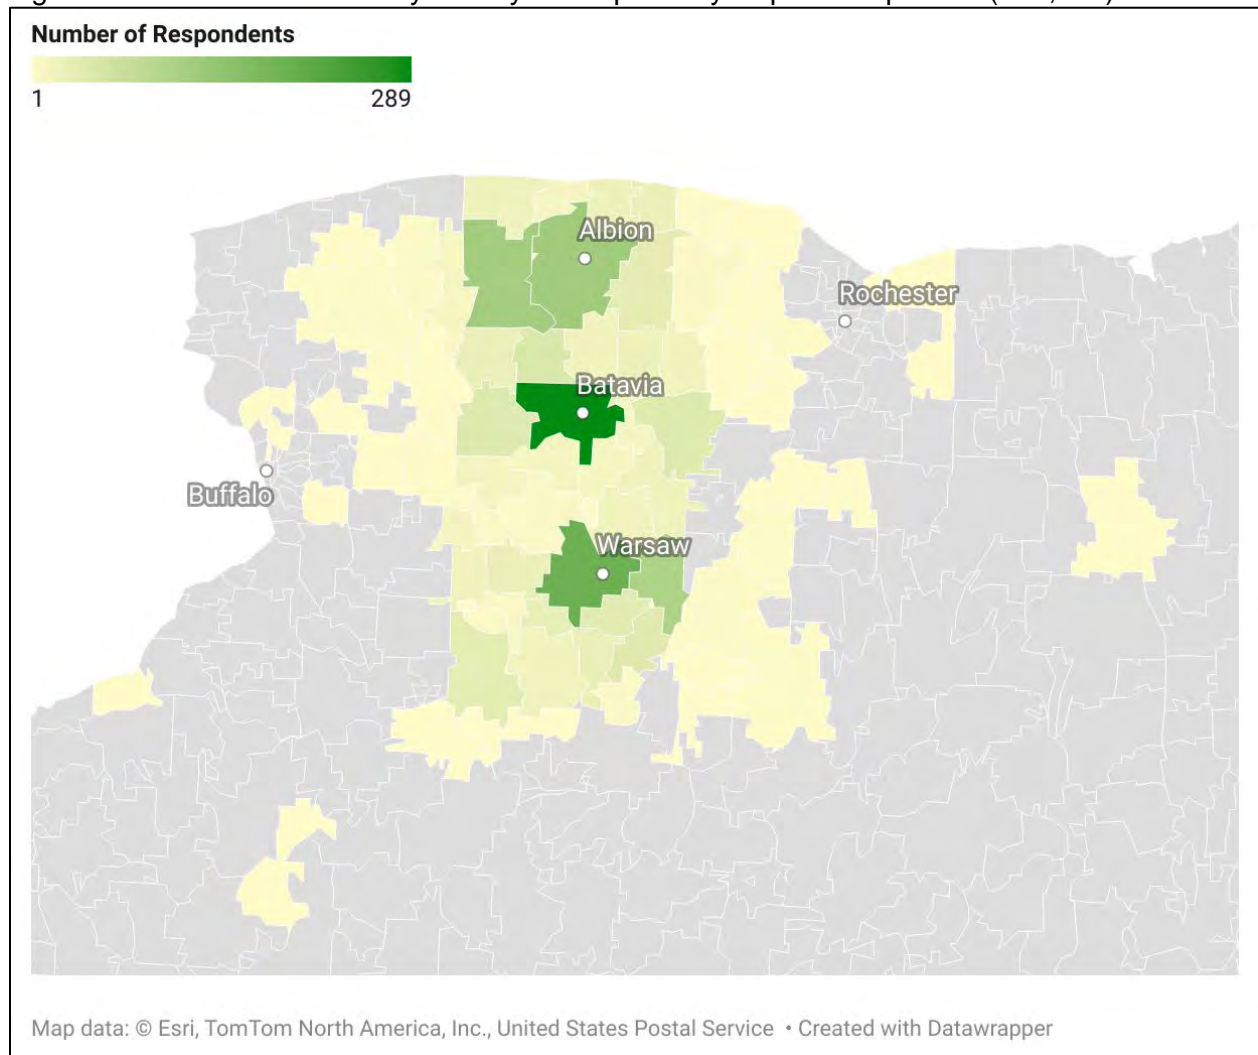 Number of Respondents
1 289
Albion
Rochester
Batavia
Buffalo
Warsaw
Map data: © Esri, TomTom North America, Inc., United States Postal Service • Created with Datawrapper